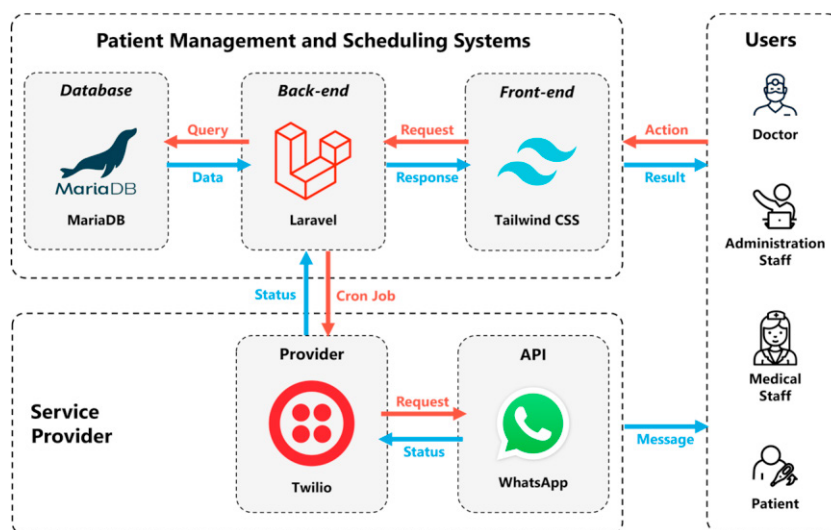 Patient Management and Scheduling Systems
Users
Database
Back-end
Front-end
Query
Request
Action
MariaDB
Data
Response
Result
MariaDB
Laravel
Tailwind CSS
Doctor
Administration
Staff
Status
Cron Job
Provider
API
Medical
Staff
Service
Provider
Request
Status
Message
Twilio
WhatsApp
Patient